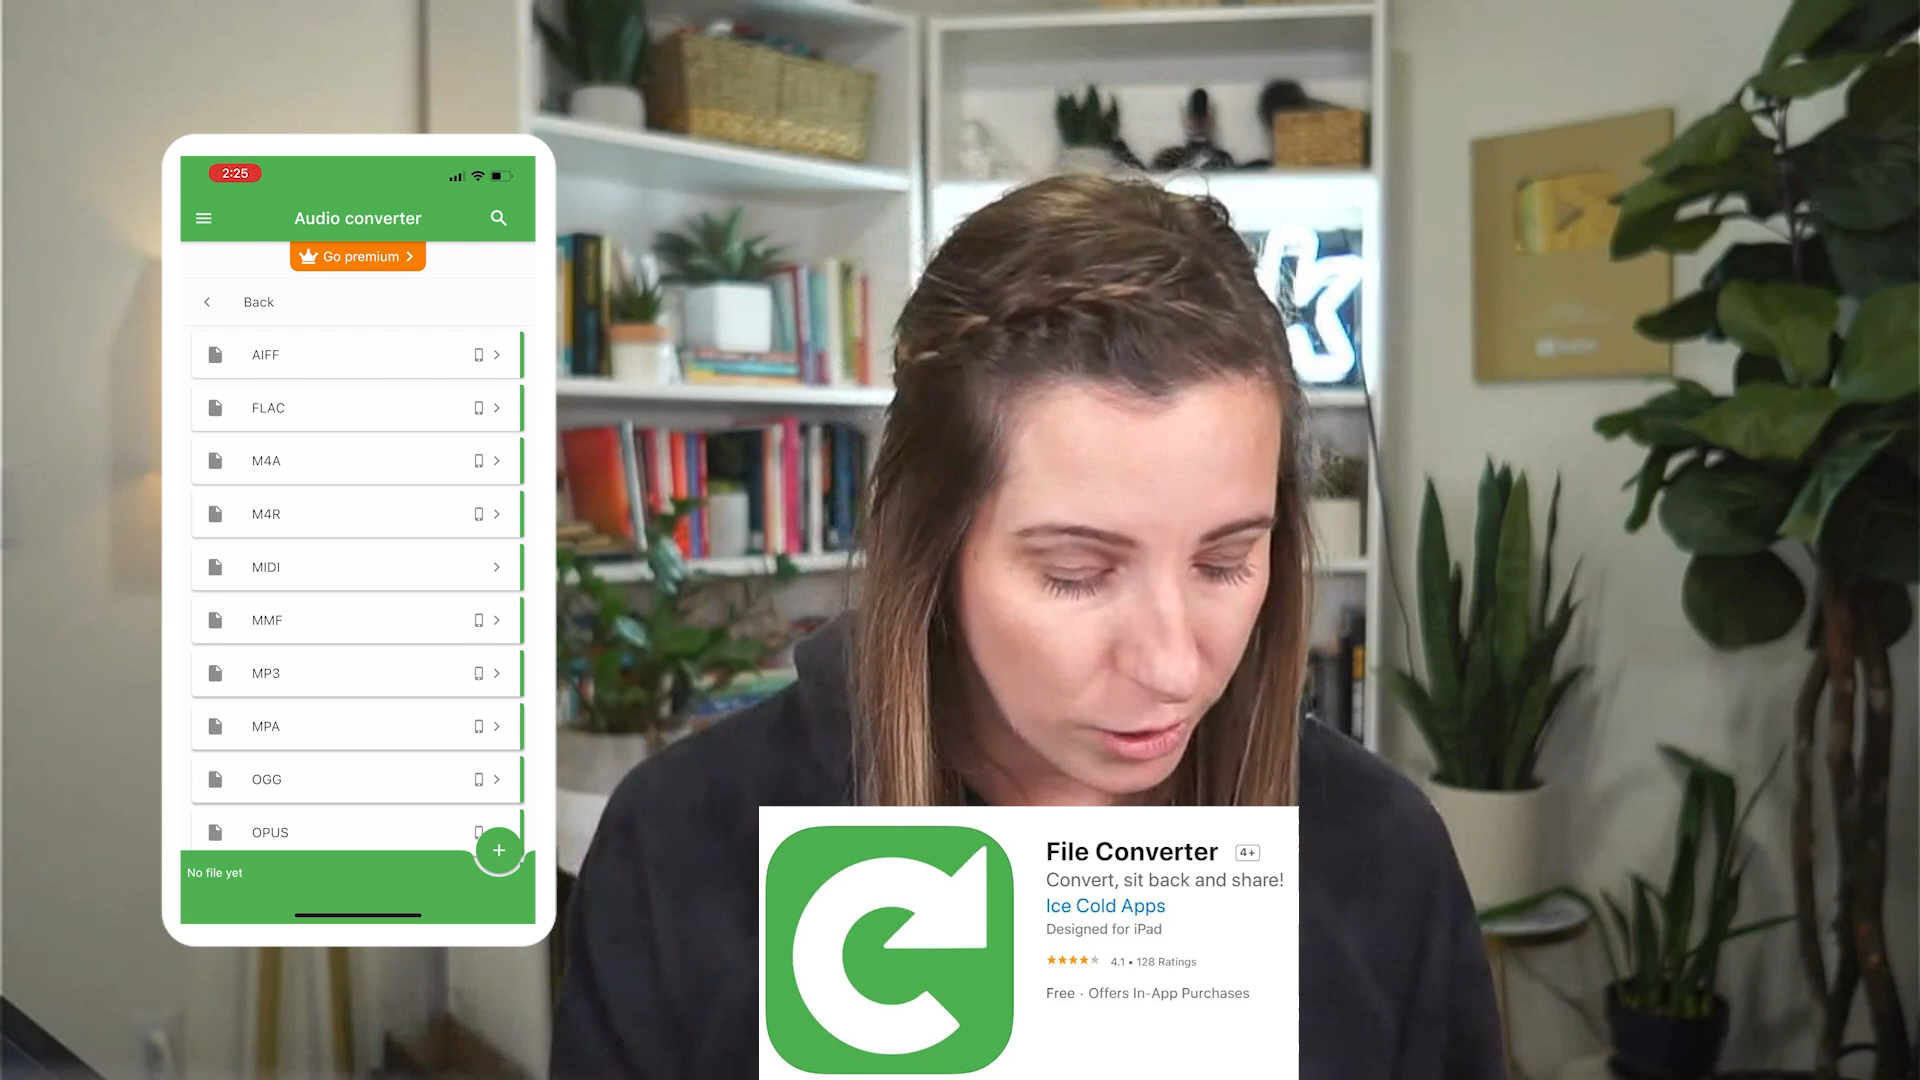 2:25
Audio converter
Go premium
Back
AIFF
FLAC
M4A
M4R
MIDI
MMF
MP3
MPA
OGG
OPUS
No file yet
File Converter 4+
Convert, sit back and share!
Ice Cold Apps
Designed for iPad
4.1 • 128 Ratings
Free · Offers In-App Purchases